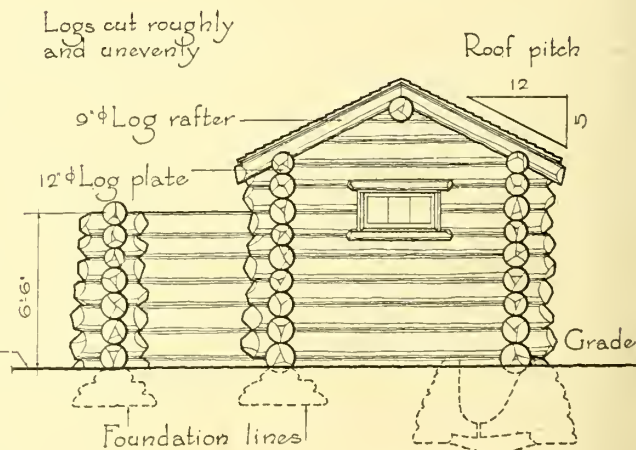 Logs cut roughly
and unevenly
Roof pitch
12
5
9"ϕ Log rafter
12"ϕ Log plate
6'-6"
Grade
Foundation lines